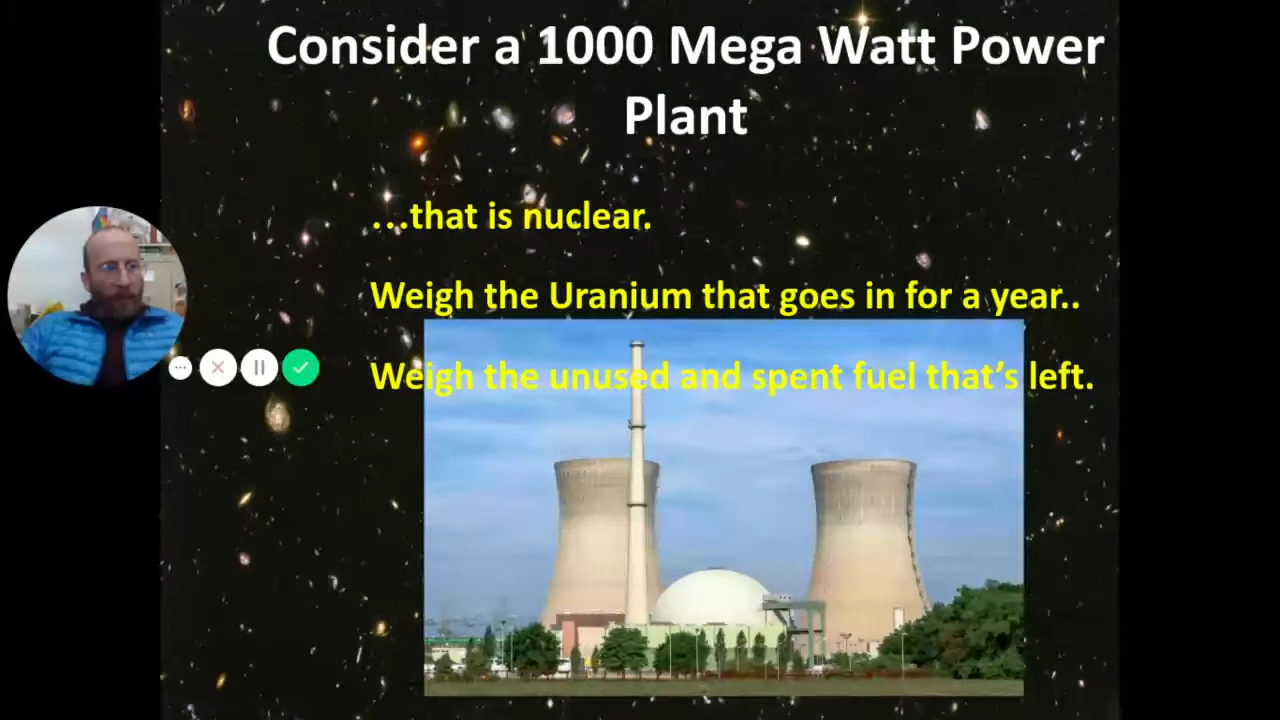 Consider a 1000 Mega Watt Power
Plant
...that is nuclear.
Weigh the Uranium that goes in for a year..
Weigh the unused and spent fuel that’s left.